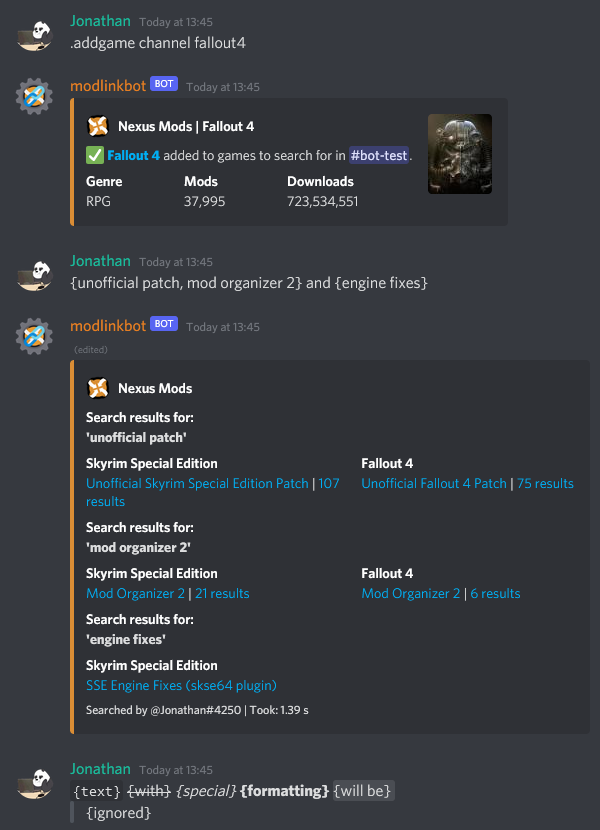 Jonathan Today at 13:45
.addgame channel fallout4
modlinkbot BOT Today at 13:45
Nexus Mods | Fallout 4
✅ Fallout 4 added to games to search for in #bot-test.
Genre Mods Downloads
RPG 37,995 723,534,551
Jonathan Today at 13:45
{unofficial patch, mod organizer 2} and {engine fixes}
modlinkbot BOT Today at 13:45
(edited)
Nexus Mods
Search results for:
'unofficial patch'
Skyrim Special Edition Fallout 4
Unofficial Skyrim Special Edition Patch | 107 Unofficial Fallout 4 Patch | 75 results
results
Search results for:
'mod organizer 2'
Skyrim Special Edition Fallout 4
Mod Organizer 2 | 21 results Mod Organizer 2 | 6 results
Search results for:
'engine fixes'
Skyrim Special Edition
SSE Engine Fixes (skse64 plugin)
Searched by @Jonathan#4250 | Took: 1.39 s
Jonathan Today at 13:45
{text} {with} {special} {formatting} {will be}
{ignored}